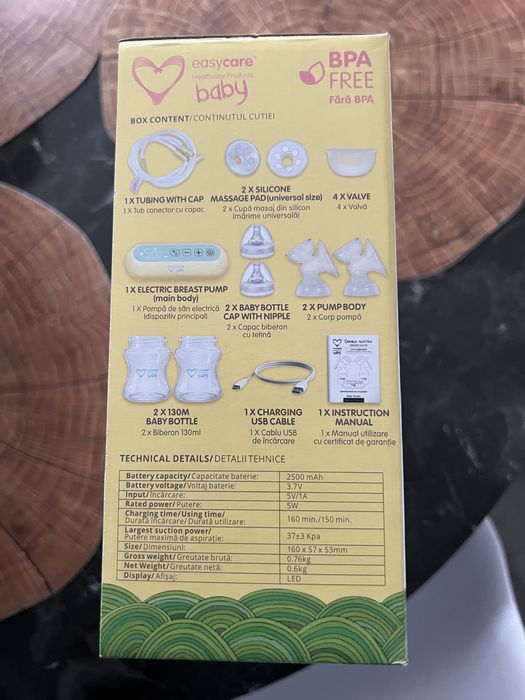 easycare
Healthcare Products
baby
BPA
FREE
Fără BPA
BOX CONTENT/CONȚINUTUL CUTIEI
1 X TUBING WITH CAP
1 x Tub conector cu capac
2 X SILICONE
MASSAGE PAD(universal size)
2 x Cupă masaj din silicon
(mărime universală)
4 X VALVE
4 x Valvă
1 X ELECTRIC BREAST PUMP
(main body)
1 x Pompă de sân electrică
(dispozitiv principal)
2 X BABY BOTTLE
CAP WITH NIPPLE
2 x Capac biberon
cu tetină
2 X PUMP BODY
2 x Corp pompă
2 X 130M
BABY BOTTLE
2 x Biberon 130ml
1 X CHARGING
USB CABLE
1 x Cablu USB
de încărcare
1 X INSTRUCTION
MANUAL
1 x Manual utilizare
cu certificat de garanție
TECHNICAL DETAILS/DETALII TEHNICE
Battery capacity/Capacitate baterie: 2500 mAh
Battery voltage/Voltaj baterie: 3.7V
Input/Încărcare: 5V/1A
Rated power/Putere: 5W
Charging time/Using time/
Durată încărcare/ Durată utilizare: 160 min./150 min.
Largest suction power/
Putere maximă de aspirație: 37±3 Kpa
Size/Dimensiuni: 160 x 57 x 53mm
Gross weight/Greutate brută: 0.76kg
Net Weight/Greutate netă: 0.6kg
Display/Afișaj: LED